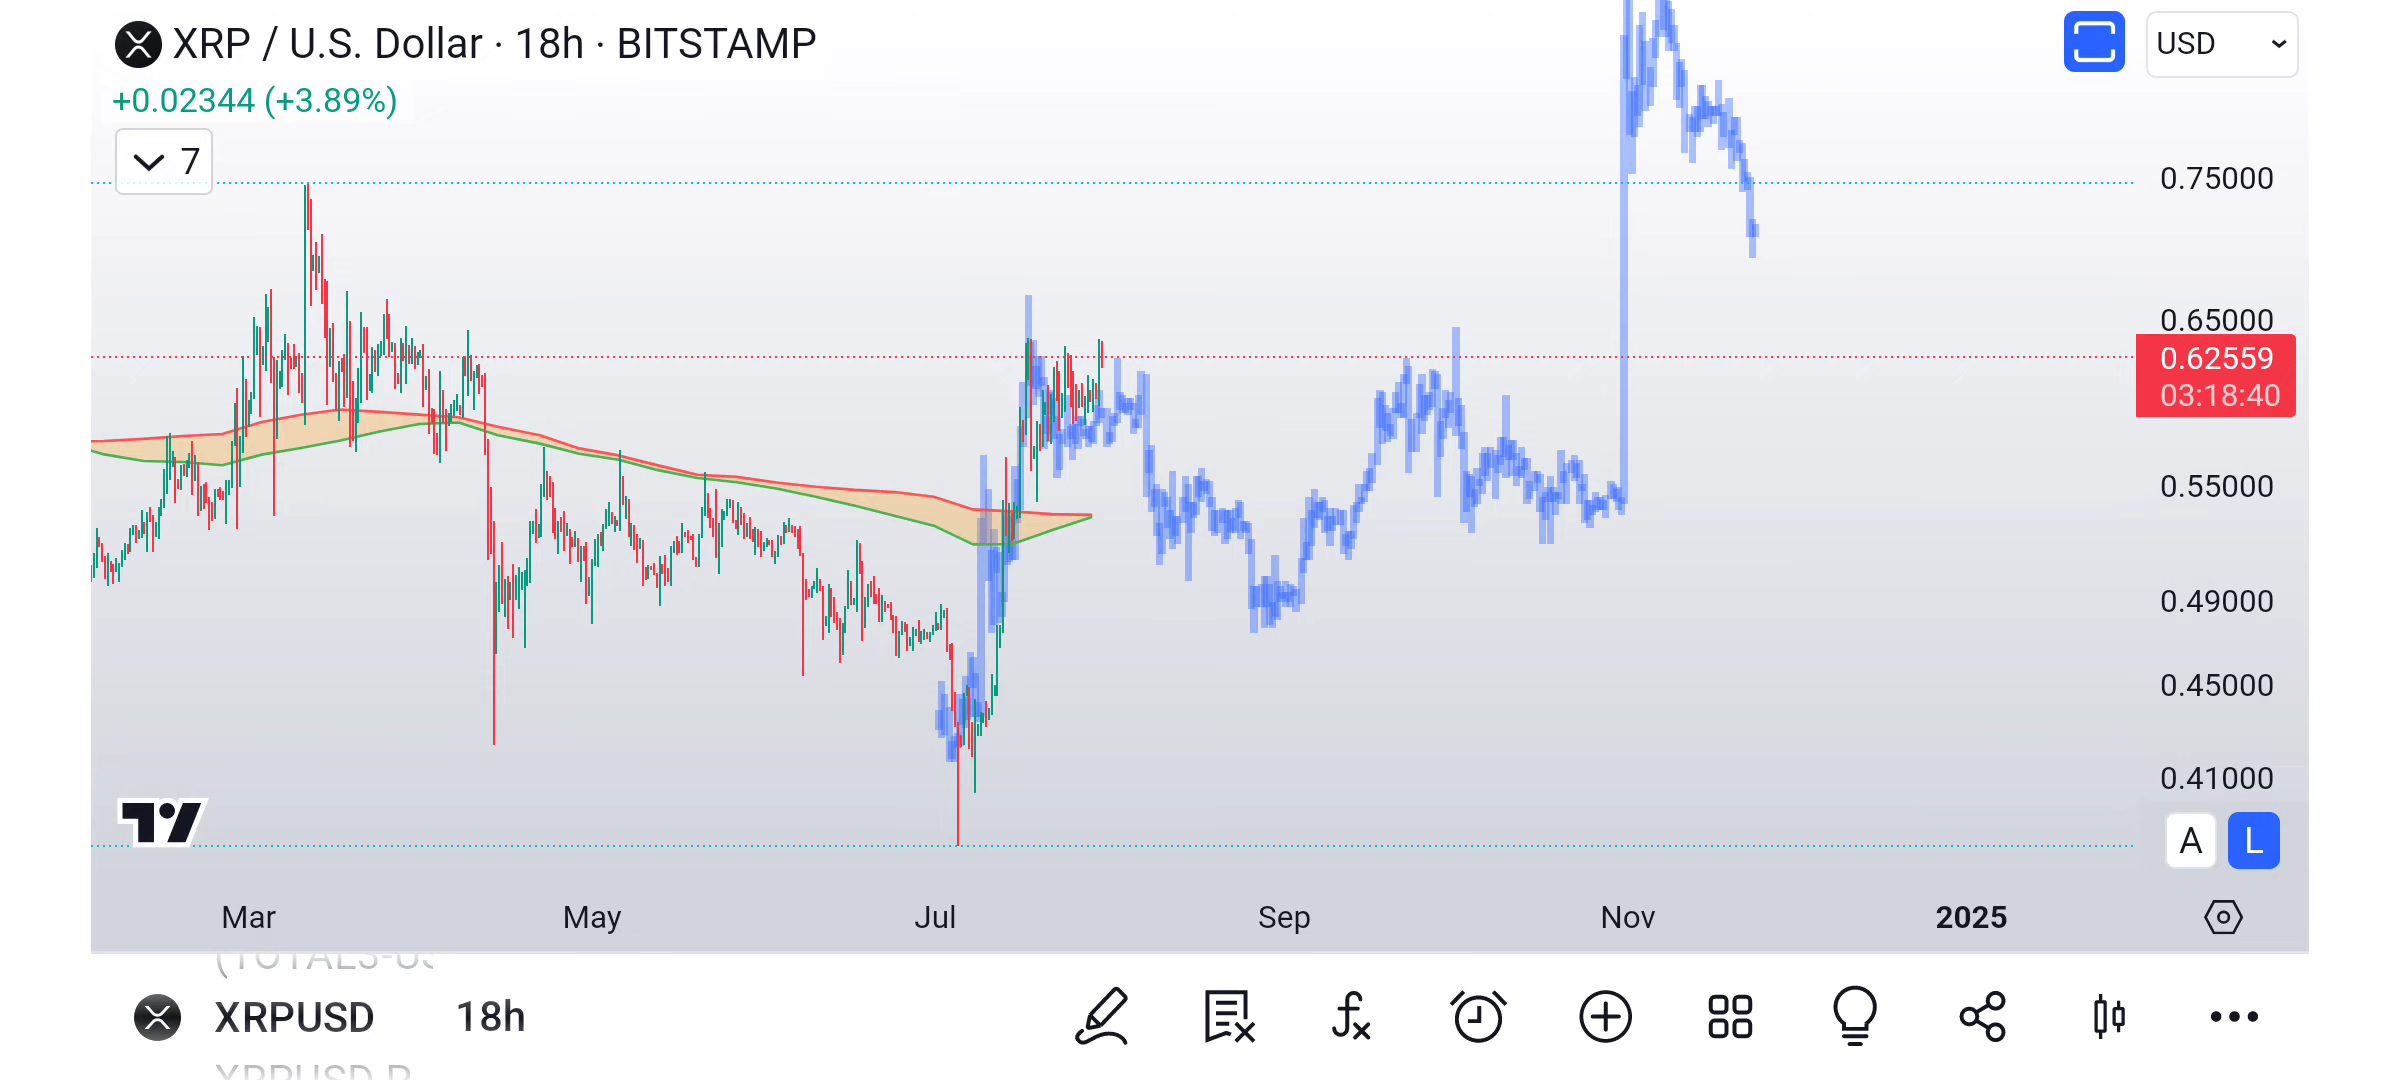 XRP / U.S. Dollar · 18h · BITSTAMP
USD
+0.02344 (+3.89%)
7
0.75000
0.65000
0.62559
03:18:40
0.55000
0.49000
0.45000
0.41000
A L
Mar May Jul Sep Nov 2025
XRPUSD 18h